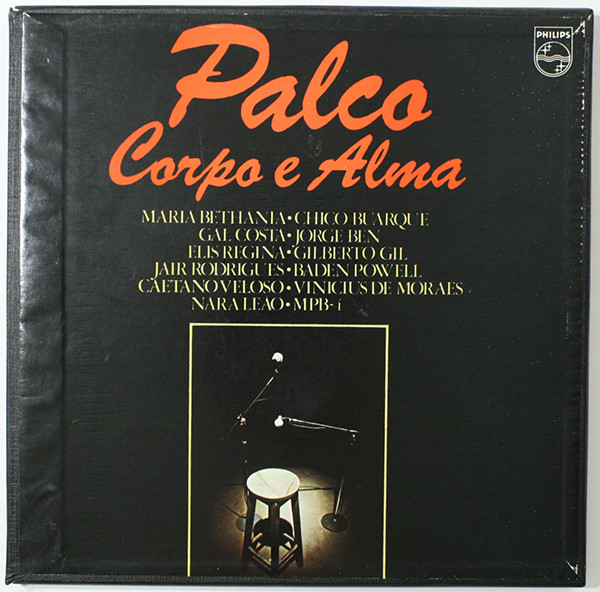 PHILIPS
Palco
Corpo e Alma
MARIA BETHANIA • CHICO BUARQUE
GAL COSTA • JORGE BEN
ELIS REGINA • GILBERTO GIL
JAIR RODRIGUES • BADEN POWELL
CAETANO VELOSO • VINICIUS DE MORAES
NARA LEAO • MPB-4